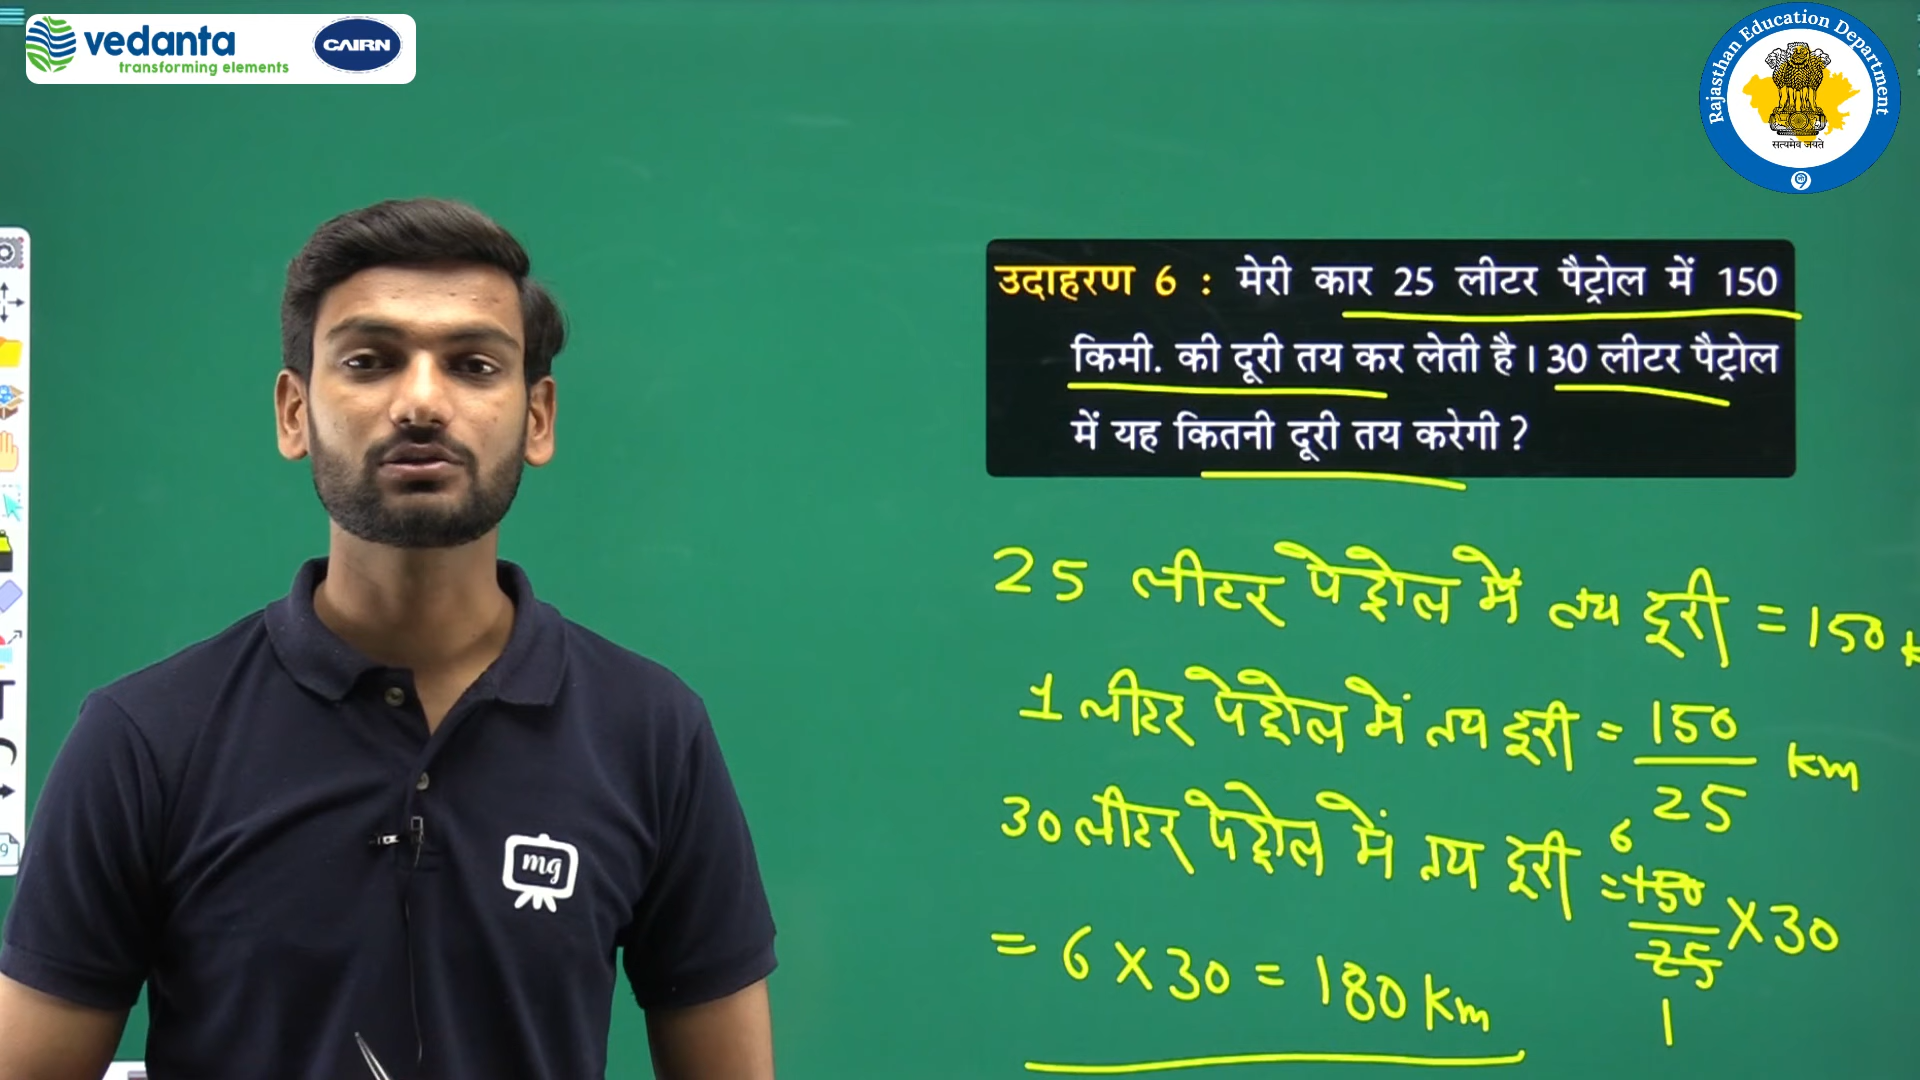 vedanta
transforming elements
CAIRN
Rajasthan Education Department
सत्यमेव जयते
उदाहरण 6 : मेरी कार 25 लीटर पैट्रोल में 150
किमी. की दूरी तय कर लेती है। 30 लीटर पैट्रोल
में यह कितनी दूरी तय करेगी ?
25 लीटर पेट्रोल में तय दूरी = 150 k
1 लीटर पेट्रोल में तय दूरी = 150/25 km
30 लीटर पेट्रोल में तय दूरी = 150/25 × 30
6
1
= 6 × 30 = 180 Km
mg